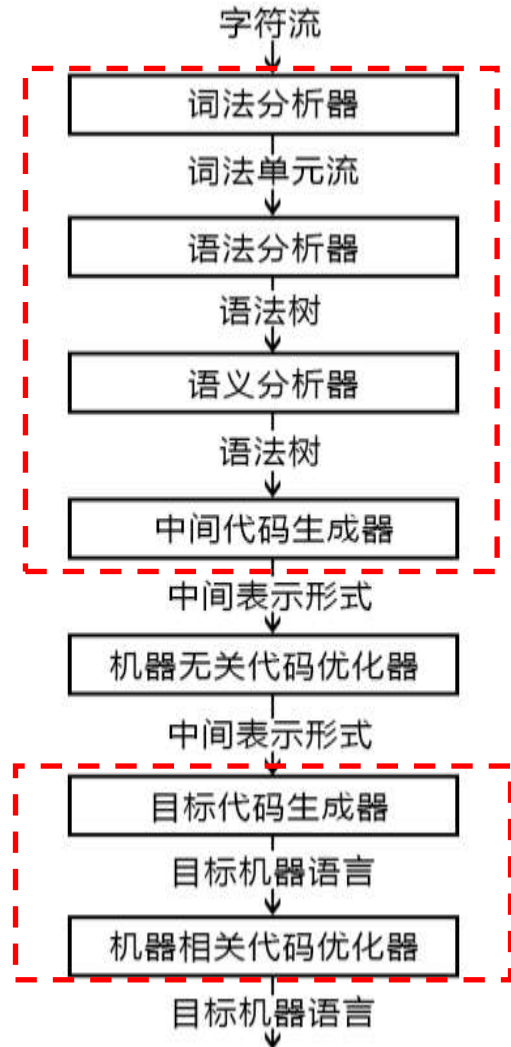 字符流
词法分析器
词法单元流
语法分析器
语法树
语义分析器
语法树
中间代码生成器
中间表示形式
机器无关代码优化器
中间表示形式
目标代码生成器
目标机器语言
机器相关代码优化器
目标机器语言